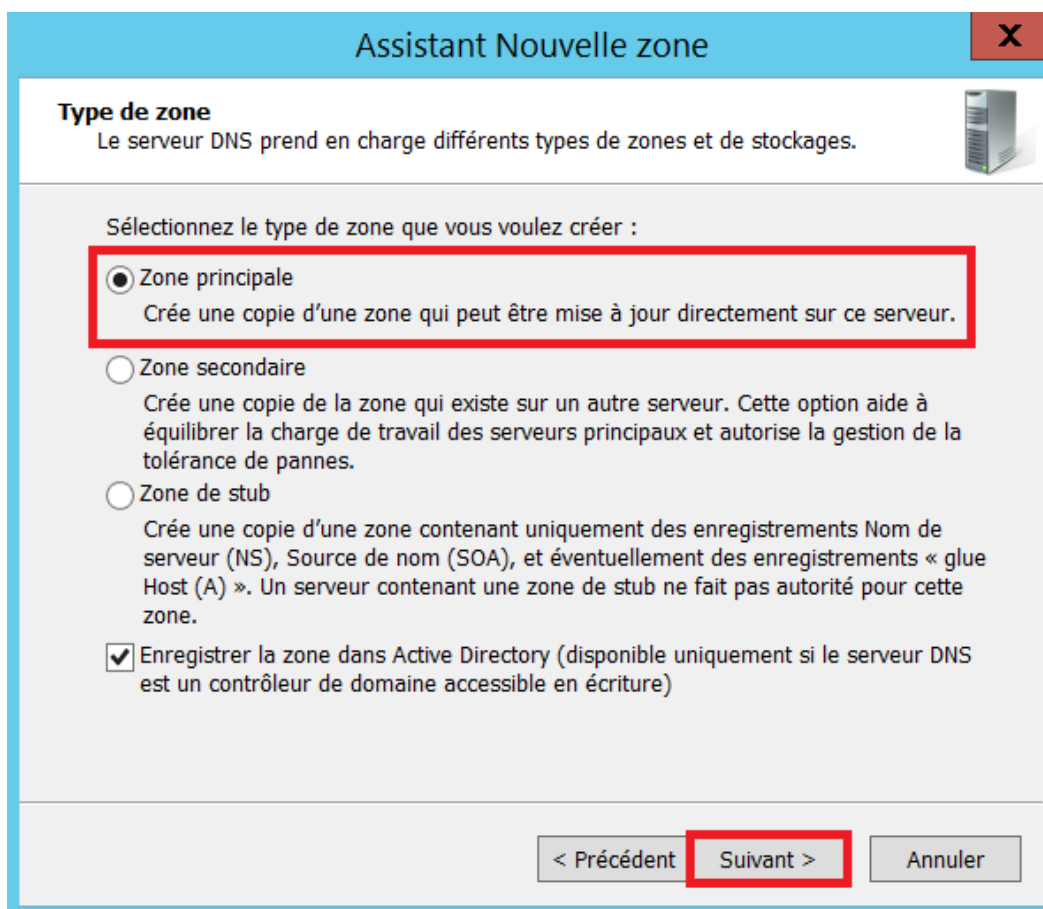 Assistant Nouvelle zone
X
Type de zone
Le serveur DNS prend en charge différents types de zones et de stockages.
Sélectionnez le type de zone que vous voulez créer :
Zone principale
Crée une copie d'une zone qui peut être mise à jour directement sur ce serveur.
Zone secondaire
Crée une copie de la zone qui existe sur un autre serveur. Cette option aide à
équilibrer la charge de travail des serveurs principaux et autorise la gestion de la
tolérance de pannes.
Zone de stub
Crée une copie d'une zone contenant uniquement des enregistrements Nom de
serveur (NS), Source de nom (SOA), et éventuellement des enregistrements « glue
Host (A) ». Un serveur contenant une zone de stub ne fait pas autorité pour cette
zone.
Enregistrer la zone dans Active Directory (disponible uniquement si le serveur DNS
est un contrôleur de domaine accessible en écriture)
< Précédent Suivant > Annuler